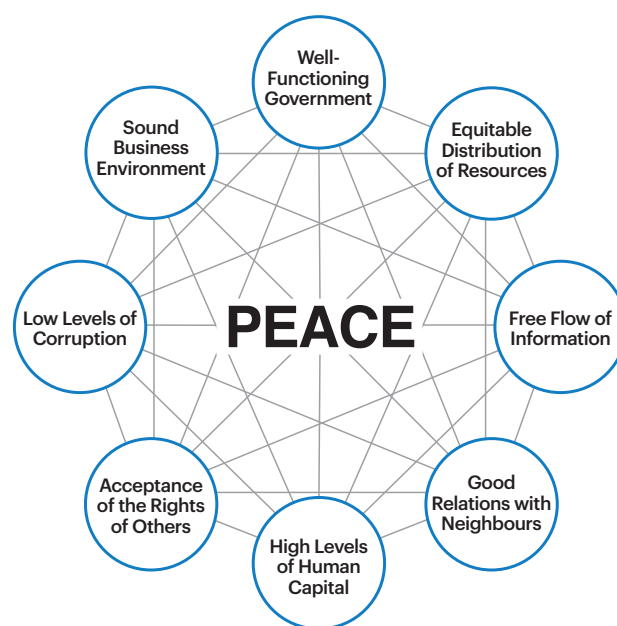 Well-
Functioning
Government
Sound
Business
Environment
Equitable
Distribution
of Resources
Low Levels of
Corruption
PEACE
Free Flow of
Information
Acceptance
of the Rights
of Others
Good
Relations with
Neighbours
High Levels
of Human
Capital